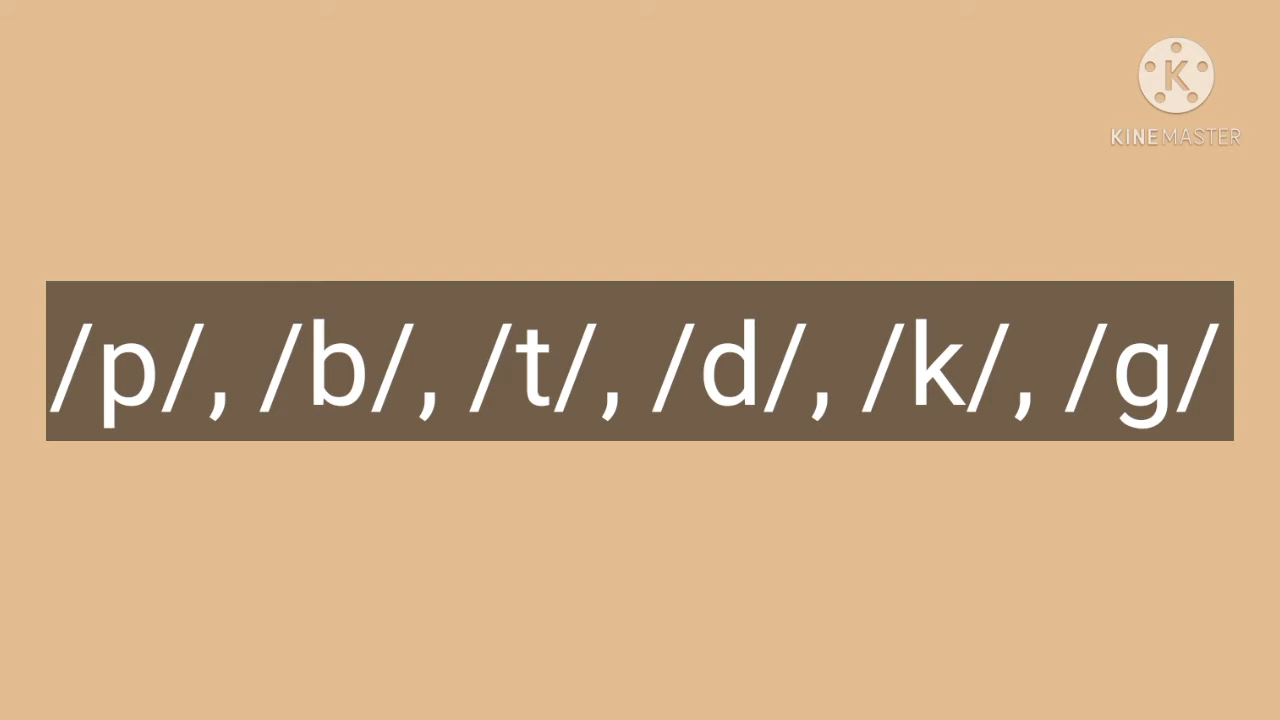 K
KINEMASTER
/p/, /b/, /t/, /d/, /k/, /g/